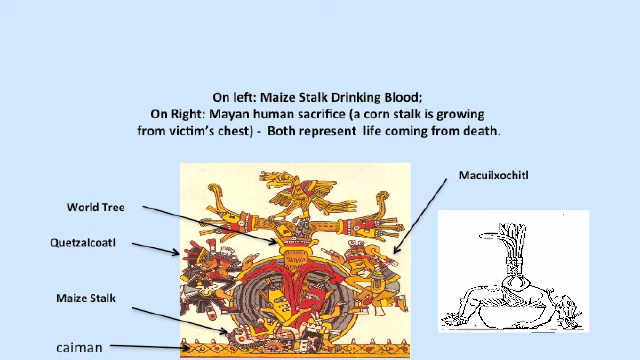 On left: Maize Stalk Drinking Blood;
On Right: Mayan human sacrifice (a corn stalk is growing
from victim's chest) - Both represent life coming from death.
Macuilxochitl
World Tree
Quetzalcoatl
Maize Stalk
caiman